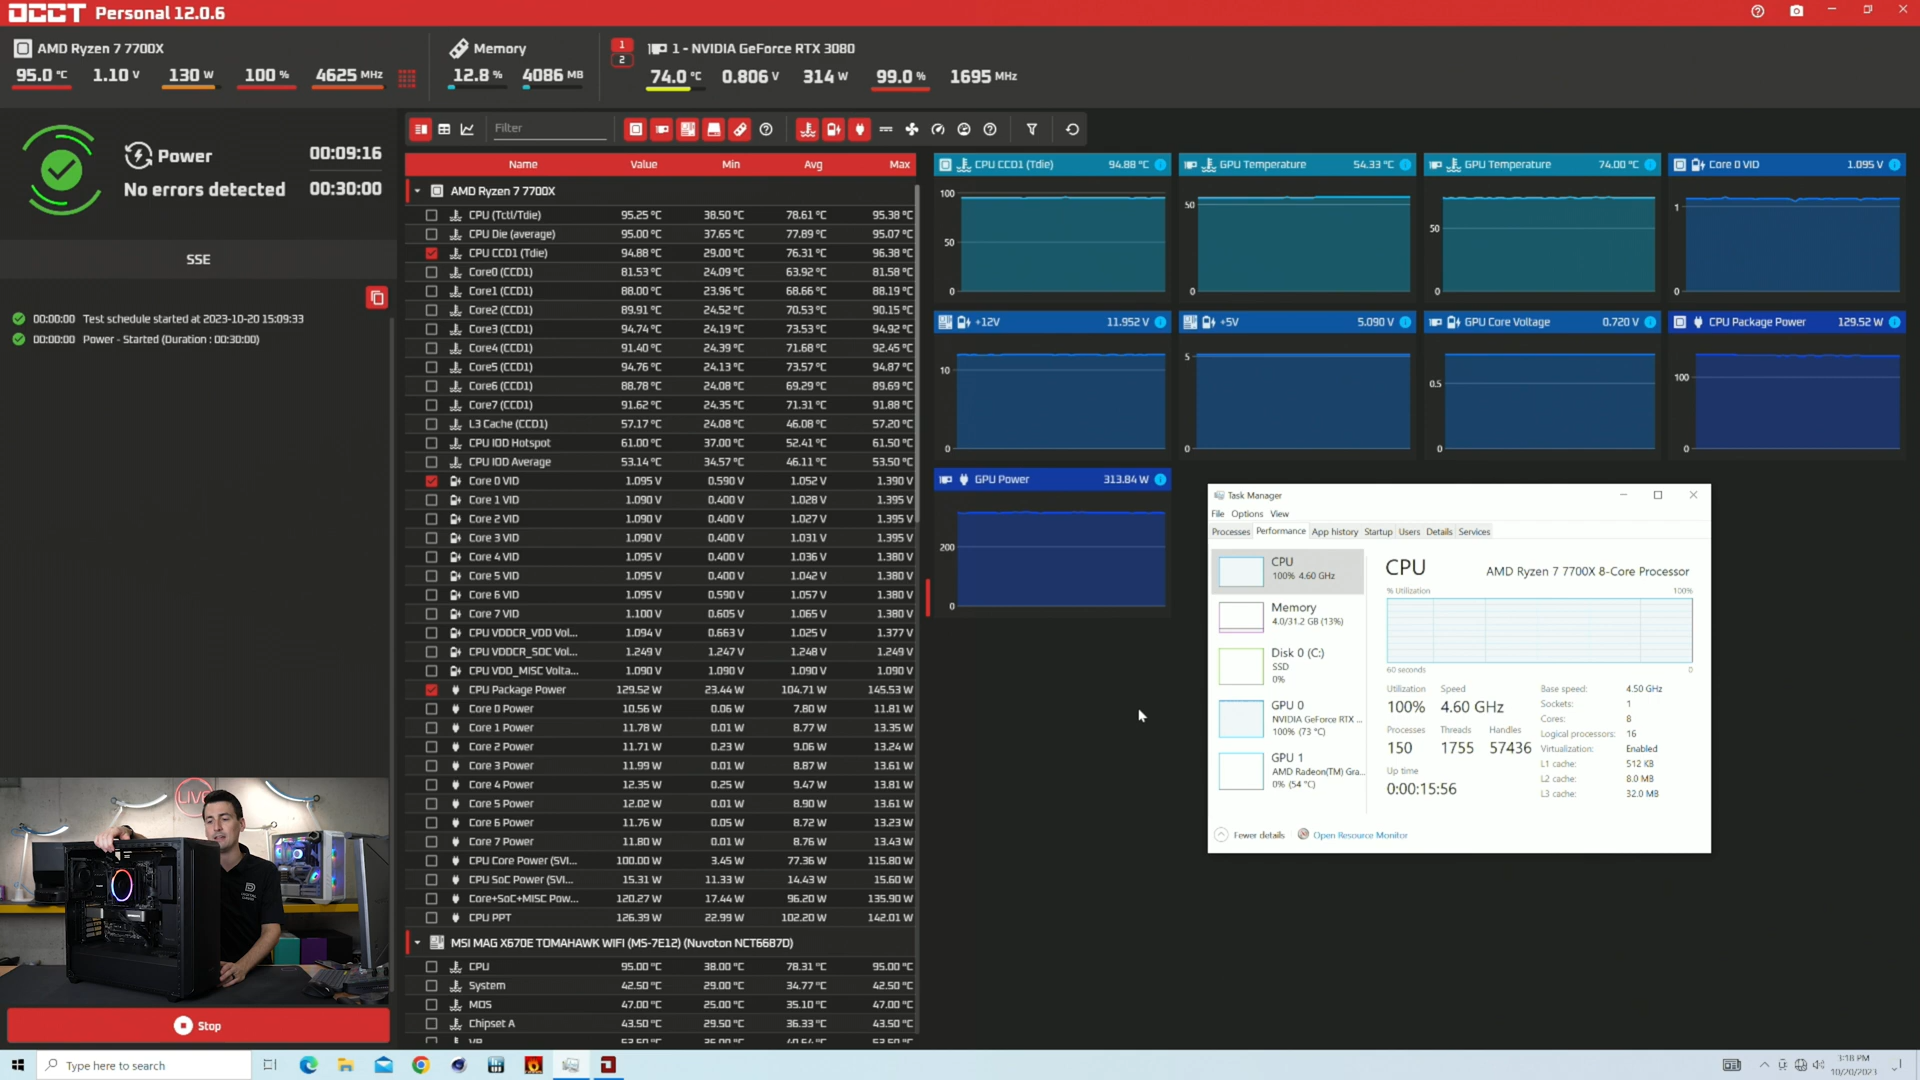 OCCT Personal 12.0.6
AMD Ryzen 7 7700X
95.0 °C 1.10 V 130 W 100 % 4625 MHz
Memory
12.8 % 4086 MB
1
2
1 - NVIDIA GeForce RTX 3080
74.0 °C 0.806 V 314 W 99.0 % 1695 MHz
Power 00:09:16
No errors detected 00:30:00
SSE
00:00:00 Test schedule started at 2023-10-20 15:09:33
00:00:00 Power - Started (Duration : 00:30:00)
Filter
Name Value Min Avg Max
AMD Ryzen 7 7700X
CPU (Tctl/Tdie) 95.25 °C 38.50 °C 78.61 °C 95.38 °C
CPU Die (average) 95.00 °C 37.65 °C 77.89 °C 95.07 °C
CPU CCD1 (Tdie) 94.88 °C 29.00 °C 76.31 °C 96.38 °C
Core0 (CCD1) 81.53 °C 24.09 °C 63.92 °C 81.58 °C
Core1 (CCD1) 88.00 °C 23.96 °C 68.66 °C 88.19 °C
Core2 (CCD1) 89.91 °C 24.52 °C 70.53 °C 90.15 °C
Core3 (CCD1) 94.74 °C 24.19 °C 73.53 °C 94.92 °C
Core4 (CCD1) 91.40 °C 24.39 °C 71.68 °C 92.45 °C
Core5 (CCD1) 94.76 °C 24.13 °C 73.57 °C 94.87 °C
Core6 (CCD1) 88.78 °C 24.08 °C 69.29 °C 89.69 °C
Core7 (CCD1) 91.62 °C 24.35 °C 71.31 °C 91.88 °C
L3 Cache (CCD1) 57.17 °C 24.08 °C 46.08 °C 57.20 °C
CPU IOD Hotspot 61.00 °C 37.00 °C 52.41 °C 61.50 °C
CPU IOD Average 53.14 °C 34.57 °C 46.11 °C 53.50 °C
Core 0 VID 1.095 V 0.590 V 1.052 V 1.390 V
Core 1 VID 1.090 V 0.400 V 1.028 V 1.395 V
Core 2 VID 1.090 V 0.400 V 1.027 V 1.395 V
Core 3 VID 1.090 V 0.400 V 1.031 V 1.395 V
Core 4 VID 1.095 V 0.400 V 1.036 V 1.380 V
Core 5 VID 1.095 V 0.400 V 1.042 V 1.380 V
Core 6 VID 1.095 V 0.590 V 1.057 V 1.380 V
Core 7 VID 1.100 V 0.605 V 1.065 V 1.380 V
CPU VDDCR_VDD Vol... 1.094 V 0.663 V 1.025 V 1.377 V
CPU VDDCR_SOC Vol... 1.249 V 1.247 V 1.248 V 1.249 V
CPU VDD_MISC Volta... 1.090 V 1.090 V 1.090 V 1.090 V
CPU Package Power 129.52 W 23.44 W 104.71 W 145.53 W
Core 0 Power 10.56 W 0.06 W 7.80 W 11.81 W
Core 1 Power 11.78 W 0.01 W 8.77 W 13.35 W
Core 2 Power 11.71 W 0.23 W 9.06 W 13.24 W
Core 3 Power 11.99 W 0.01 W 8.87 W 13.61 W
Core 4 Power 12.35 W 0.25 W 9.47 W 13.81 W
Core 5 Power 12.02 W 0.01 W 8.90 W 13.61 W
Core 6 Power 11.76 W 0.05 W 8.72 W 13.23 W
Core 7 Power 11.80 W 0.01 W 8.76 W 13.43 W
CPU Core Power (SVI... 100.00 W 3.45 W 77.36 W 115.80 W
CPU SoC Power (SVI... 15.31 W 11.33 W 14.43 W 15.60 W
Core+SoC+MISC Pow... 120.27 W 17.44 W 96.20 W 135.90 W
CPU PPT 126.39 W 22.99 W 102.20 W 142.01 W
MSI MAG X670E TOMAHAWK WIFI (MS-7E12) (Nuvoton NCT6687D)
CPU 95.00 °C 38.00 °C 78.31 °C 95.00 °C
System 42.50 °C 29.00 °C 34.77 °C 42.50 °C
MOS 47.00 °C 25.00 °C 35.10 °C 47.00 °C
Chipset A 43.50 °C 29.50 °C 36.33 °C 43.50 °C
CPU CCD1 (Tdie) 94.88 °C
100
50
0
GPU Temperature 54.33 °C
50
0
GPU Temperature 74.00 °C
50
0
Core 0 VID 1.095 V
1
0
+12V 11.952 V
10
0
+5V 5.090 V
5
0
GPU Core Voltage 0.720 V
0.5
0
CPU Package Power 129.52 W
100
0
GPU Power 313.84 W
200
0
Task Manager
File Options View
Processes Performance App history Startup Users Details Services
CPU
100% 4.60 GHz
Memory
4.0/31.2 GB (13%)
Disk 0 (C:)
SSD
0%
GPU 0
NVIDIA GeForce RTX ...
100% (73 °C)
GPU 1
AMD Radeon(TM) Gra...
0% (54 °C)
CPU AMD Ryzen 7 7700X 8-Core Processor
% Utilization 100%
60 seconds 0
Utilization Speed
100% 4.60 GHz
Processes Threads Handles
150 1755 57436
Up time
0:00:15:56
Base speed: 4.50 GHz
Sockets: 1
Cores: 8
Logical processors: 16
Virtualization: Enabled
L1 cache: 512 KB
L2 cache: 8.0 MB
L3 cache: 32.0 MB
Fewer details Open Resource Monitor
LIVE
Stop
Type here to search
3:18 PM
10/20/2023